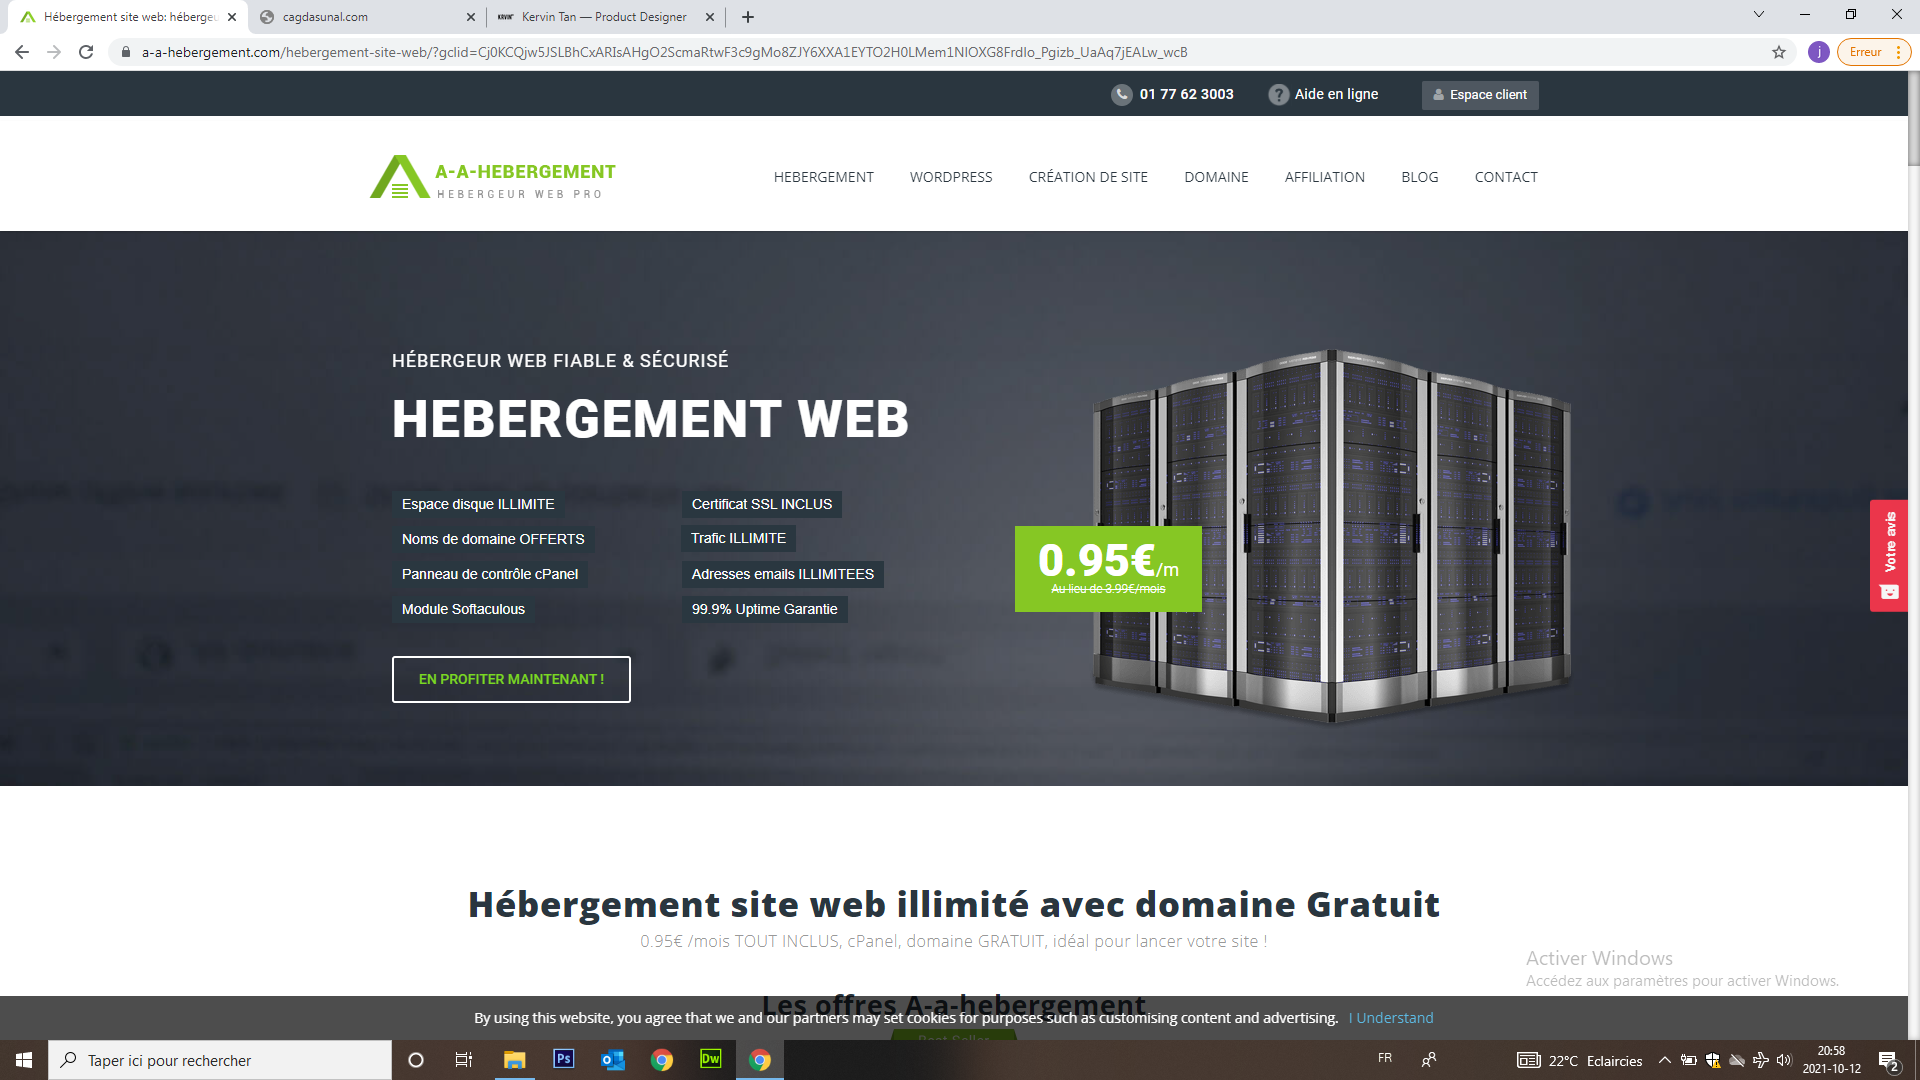 Hébergement site web: hébergeu
cagdasunal.com
KERVIN Kervin Tan — Product Designer
a-a-hebergement.com/hebergement-site-web/?gclid=Cj0KCQjw5JSLBhCxARIsAHgO2ScmaRtwF3c9gMo8ZJY6XXA1EYTO2H0LMem1NIOXG8FrdIo_Pgizb_UaAq7jEALw_wcB
j
Erreur
01 77 62 3003
Aide en ligne
Espace client
A-A-HEBERGEMENT
HEBERGEUR WEB PRO
HEBERGEMENT
WORDPRESS
CRÉATION DE SITE
DOMAINE
AFFILIATION
BLOG
CONTACT
HÉBERGEUR WEB FIABLE & SÉCURISÉ
HEBERGEMENT WEB
Espace disque ILLIMITE
Certificat SSL INCLUS
Noms de domaine OFFERTS
Trafic ILLIMITE
Panneau de contrôle cPanel
Adresses emails ILLIMITEES
Module Softaculous
99.9% Uptime Garantie
0.95€/m
Au lieu de 3.99€/mois
EN PROFITER MAINTENANT !
Votre avis
Hébergement site web illimité avec domaine Gratuit
0.95€ /mois TOUT INCLUS, cPanel, domaine GRATUIT, idéal pour lancer votre site !
Activer Windows
Accédez aux paramètres pour activer Windows.
Les offres A-a-hebergement
By using this website, you agree that we and our partners may set cookies for purposes such as customising content and advertising. I Understand
Best Seller
Taper ici pour rechercher
Ps
Dw
FR
22°C Eclaircies
20:58
2021-10-12
2